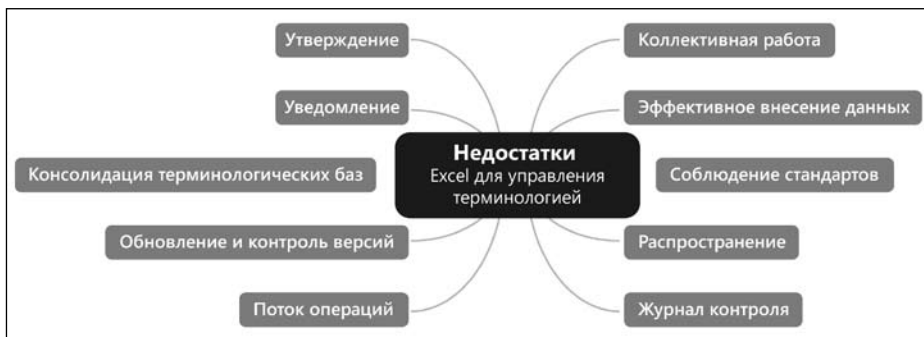 Утверждение
Уведомление
Консолидация терминологических баз
Обновление и контроль версий
Поток операций
Недостатки
Excel для управления
терминологией
Коллективная работа
Эффективное внесение данных
Соблюдение стандартов
Распространение
Журнал контроля